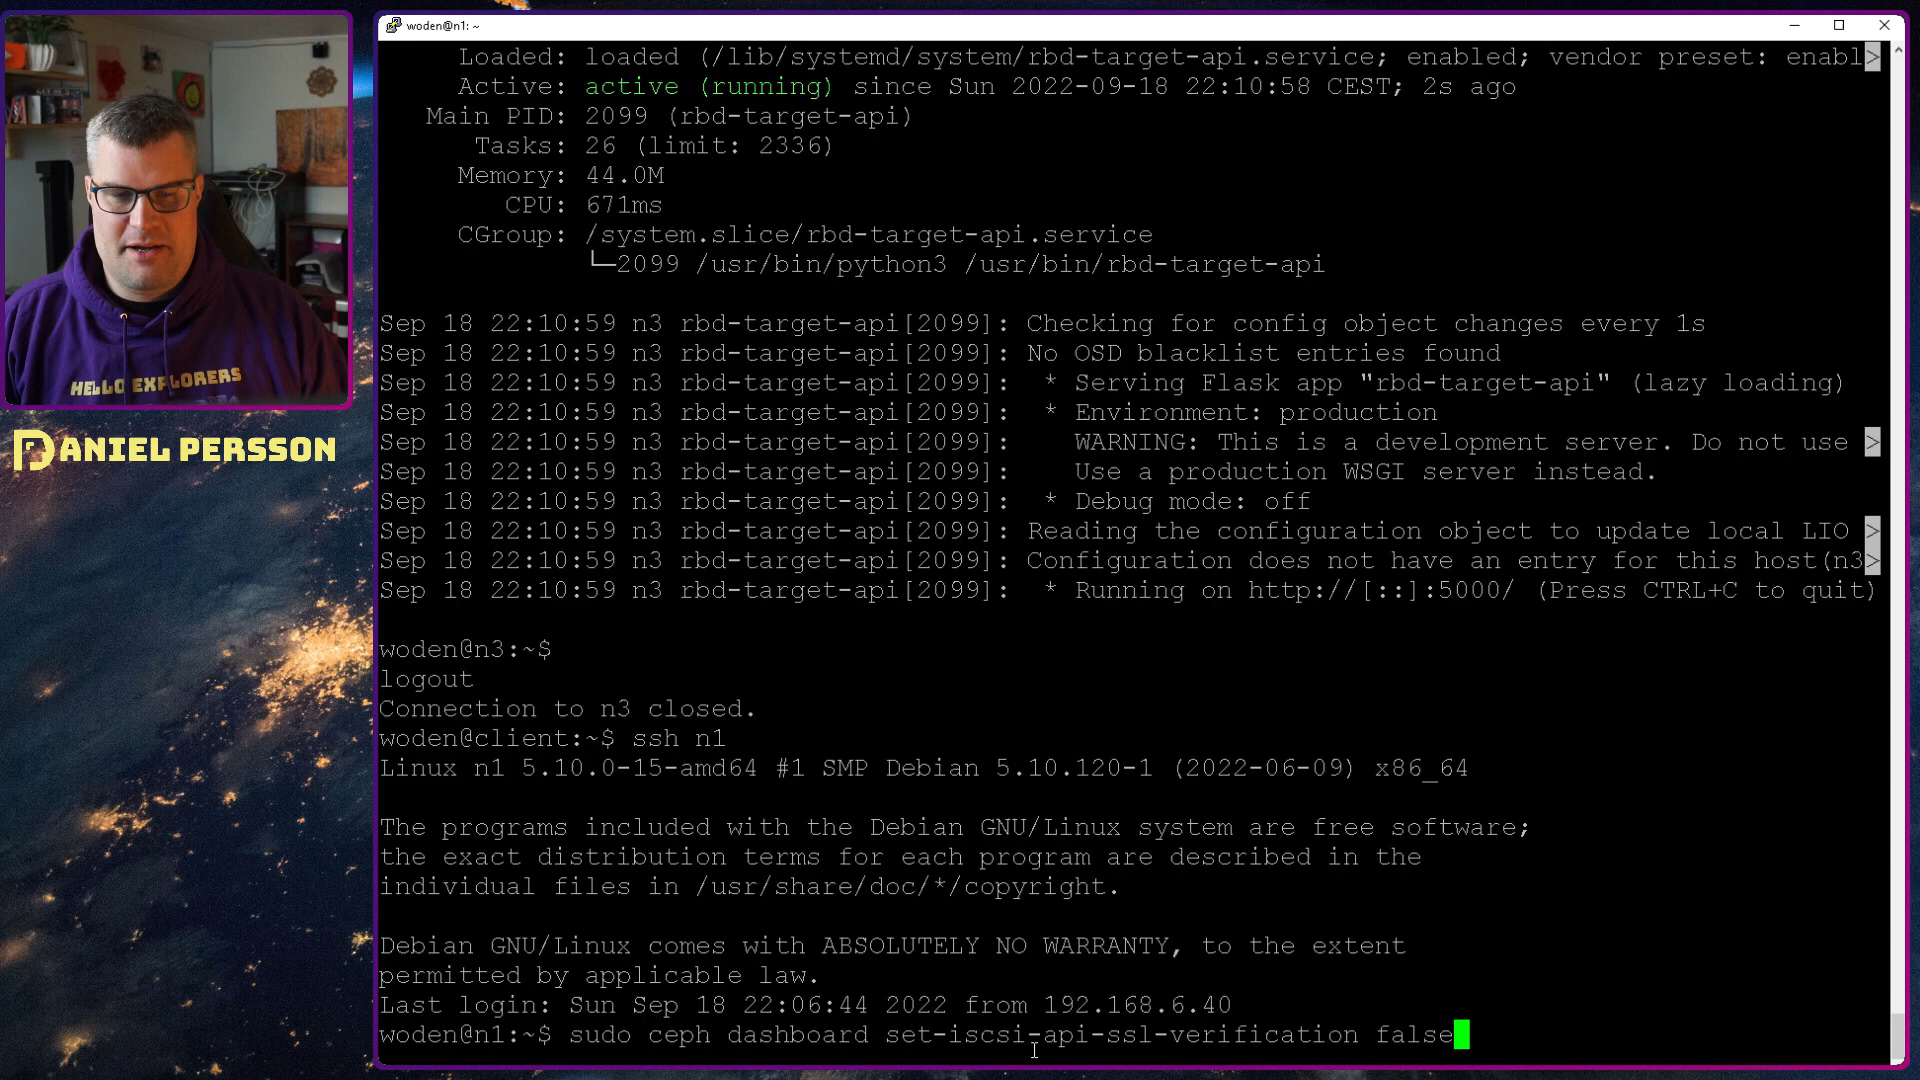 woden@n1: ~
Loaded: loaded (/lib/systemd/system/rbd-target-api.service; enabled; vendor preset: enabl>
Active: active (running) since Sun 2022-09-18 22:10:58 CEST; 2s ago
Main PID: 2099 (rbd-target-api)
Tasks: 26 (limit: 2336)
Memory: 44.0M
CPU: 671ms
CGroup: /system.slice/rbd-target-api.service
└─2099 /usr/bin/python3 /usr/bin/rbd-target-api
Sep 18 22:10:59 n3 rbd-target-api[2099]: Checking for config object changes every 1s
Sep 18 22:10:59 n3 rbd-target-api[2099]: No OSD blacklist entries found
Sep 18 22:10:59 n3 rbd-target-api[2099]:  * Serving Flask app "rbd-target-api" (lazy loading)
Sep 18 22:10:59 n3 rbd-target-api[2099]:  * Environment: production
Sep 18 22:10:59 n3 rbd-target-api[2099]:    WARNING: This is a development server. Do not use >
Sep 18 22:10:59 n3 rbd-target-api[2099]:    Use a production WSGI server instead.
Sep 18 22:10:59 n3 rbd-target-api[2099]:  * Debug mode: off
Sep 18 22:10:59 n3 rbd-target-api[2099]: Reading the configuration object to update local LIO >
Sep 18 22:10:59 n3 rbd-target-api[2099]: Configuration does not have an entry for this host(n3>
Sep 18 22:10:59 n3 rbd-target-api[2099]:  * Running on http://[::]:5000/ (Press CTRL+C to quit)
woden@n3:~$
logout
Connection to n3 closed.
woden@client:~$ ssh n1
Linux n1 5.10.0-15-amd64 #1 SMP Debian 5.10.120-1 (2022-06-09) x86_64
The programs included with the Debian GNU/Linux system are free software;
the exact distribution terms for each program are described in the
individual files in /usr/share/doc/*/copyright.
Debian GNU/Linux comes with ABSOLUTELY NO WARRANTY, to the extent
permitted by applicable law.
Last login: Sun Sep 18 22:06:44 2022 from 192.168.6.40
woden@n1:~$ sudo ceph dashboard set-iscsi-api-ssl-verification false
HELLO EXPLORERS
DANIEL PERSSON